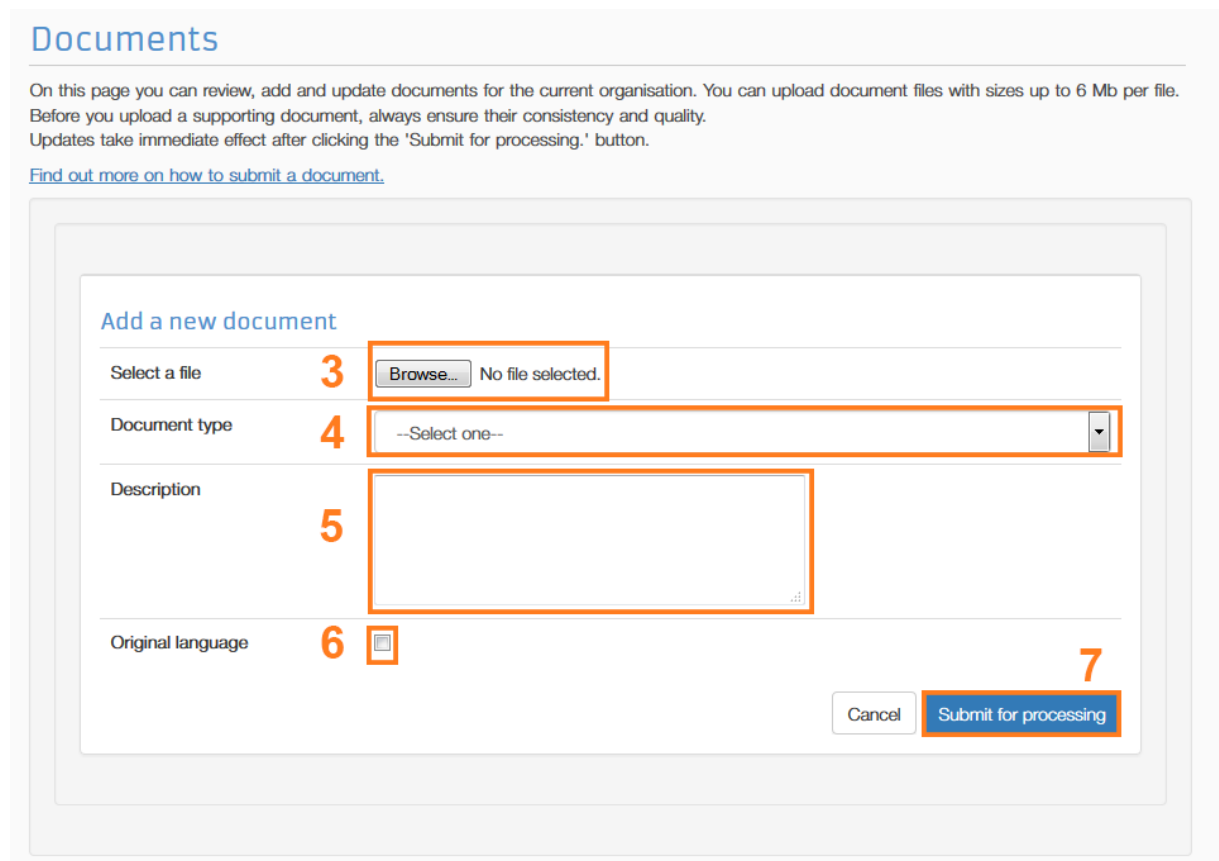 Documents
On this page you can review, add and update documents for the current organisation. You can upload document files with sizes up to 6 Mb per file.
Before you upload a supporting document, always ensure their consistency and quality.
Updates take immediate effect after clicking the 'Submit for processing.' button.
Find out more on how to submit a document.
Add a new document
Select a file 3 Browse... No file selected.
Document type 4 --Select one--
Description
5
Original language 6
7
Cancel Submit for processing